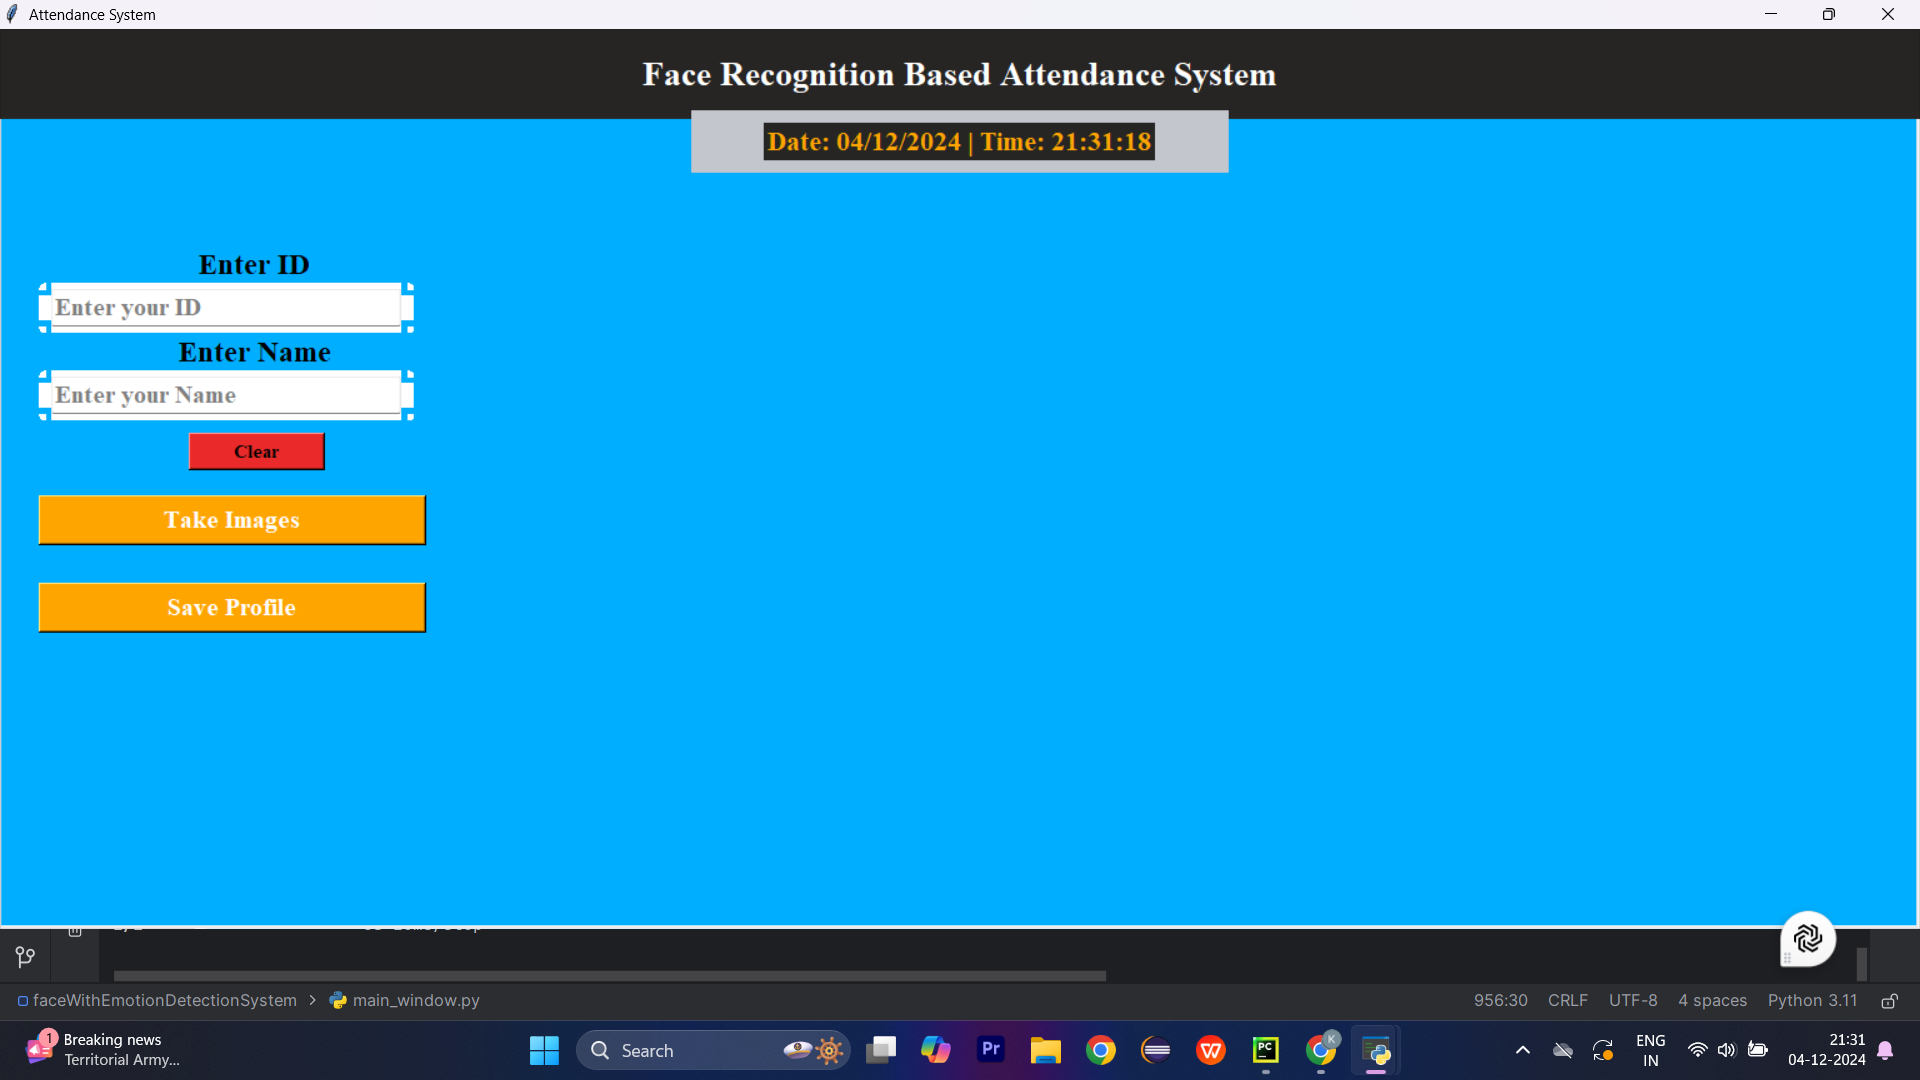 Attendance System
Face Recognition Based Attendance System
Date: 04/12/2024 | Time: 21:31:18
Enter ID
Enter your ID
Enter Name
Enter your Name
Clear
Take Images
Save Profile
faceWithEmotionDetectionSystem > main_window.py
956:30 CRLF UTF-8 4 spaces Python 3.11
1
Breaking news
Territorial Army...
Search
Pr
W
PC
K
ENG
IN
21:31
04-12-2024